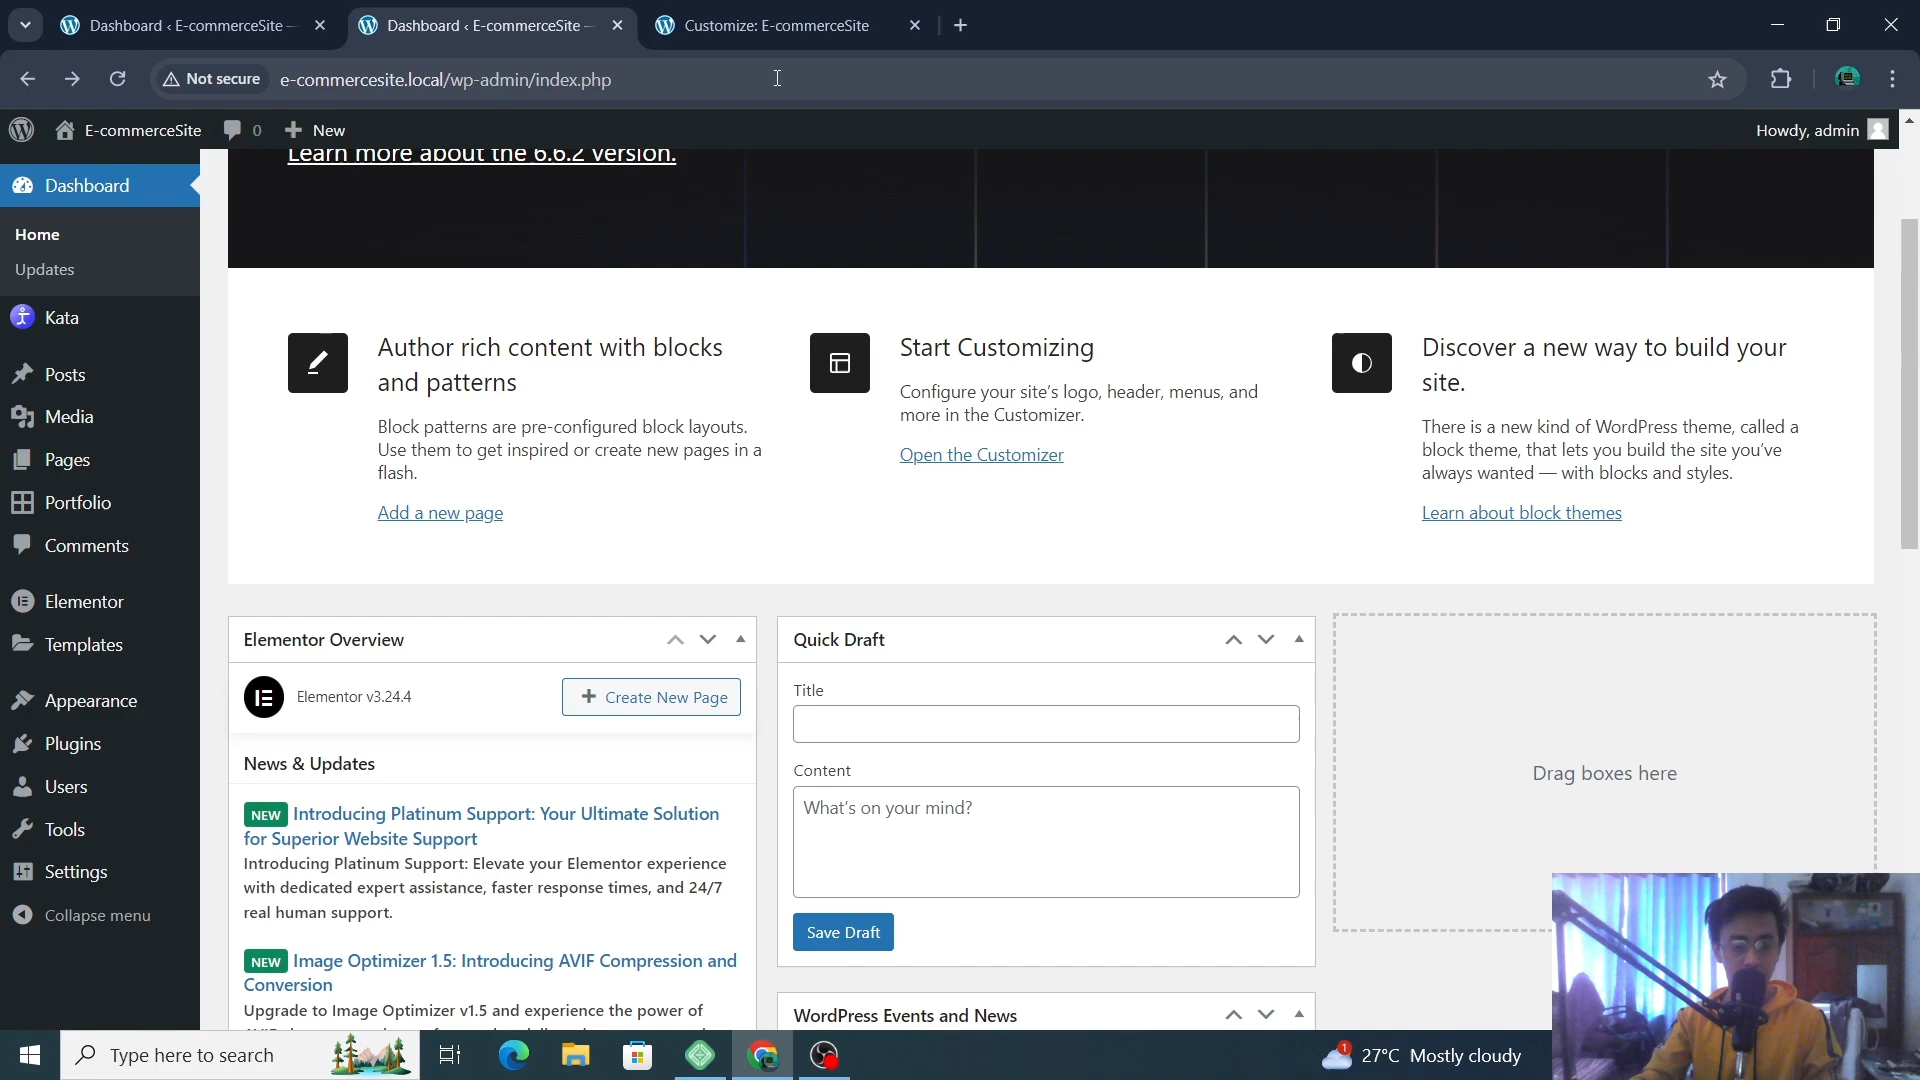 Dashboard ‹ E-commerceSite —
Dashboard ‹ E-commerceSite —
Customize: E-commerceSite
Not secure
e-commercesite.local/wp-admin/index.php
E-commerceSite
0
New
Howdy, admin
Learn more about the 6.6.2 version.
Dashboard
Home
Updates
Kata
Posts
Media
Pages
Portfolio
Comments
Elementor
Templates
Appearance
Plugins
Users
Tools
Settings
Collapse menu
Author rich content with blocks
and patterns
Block patterns are pre-configured block layouts.
Use them to get inspired or create new pages in a
flash.
Add a new page
Start Customizing
Configure your site's logo, header, menus, and
more in the Customizer.
Open the Customizer
Discover a new way to build your
site.
There is a new kind of WordPress theme, called a
block theme, that lets you build the site you've
always wanted — with blocks and styles.
Learn about block themes
Elementor Overview
Elementor v3.24.4
Create New Page
News & Updates
NEW Introducing Platinum Support: Your Ultimate Solution
for Superior Website Support
Introducing Platinum Support: Elevate your Elementor experience
with dedicated expert assistance, faster response times, and 24/7
real human support.
NEW Image Optimizer 1.5: Introducing AVIF Compression and
Conversion
Upgrade to Image Optimizer v1.5 and experience the power of
Quick Draft
Title
Content
What's on your mind?
Save Draft
WordPress Events and News
Drag boxes here
Type here to search
1
27°C Mostly cloudy